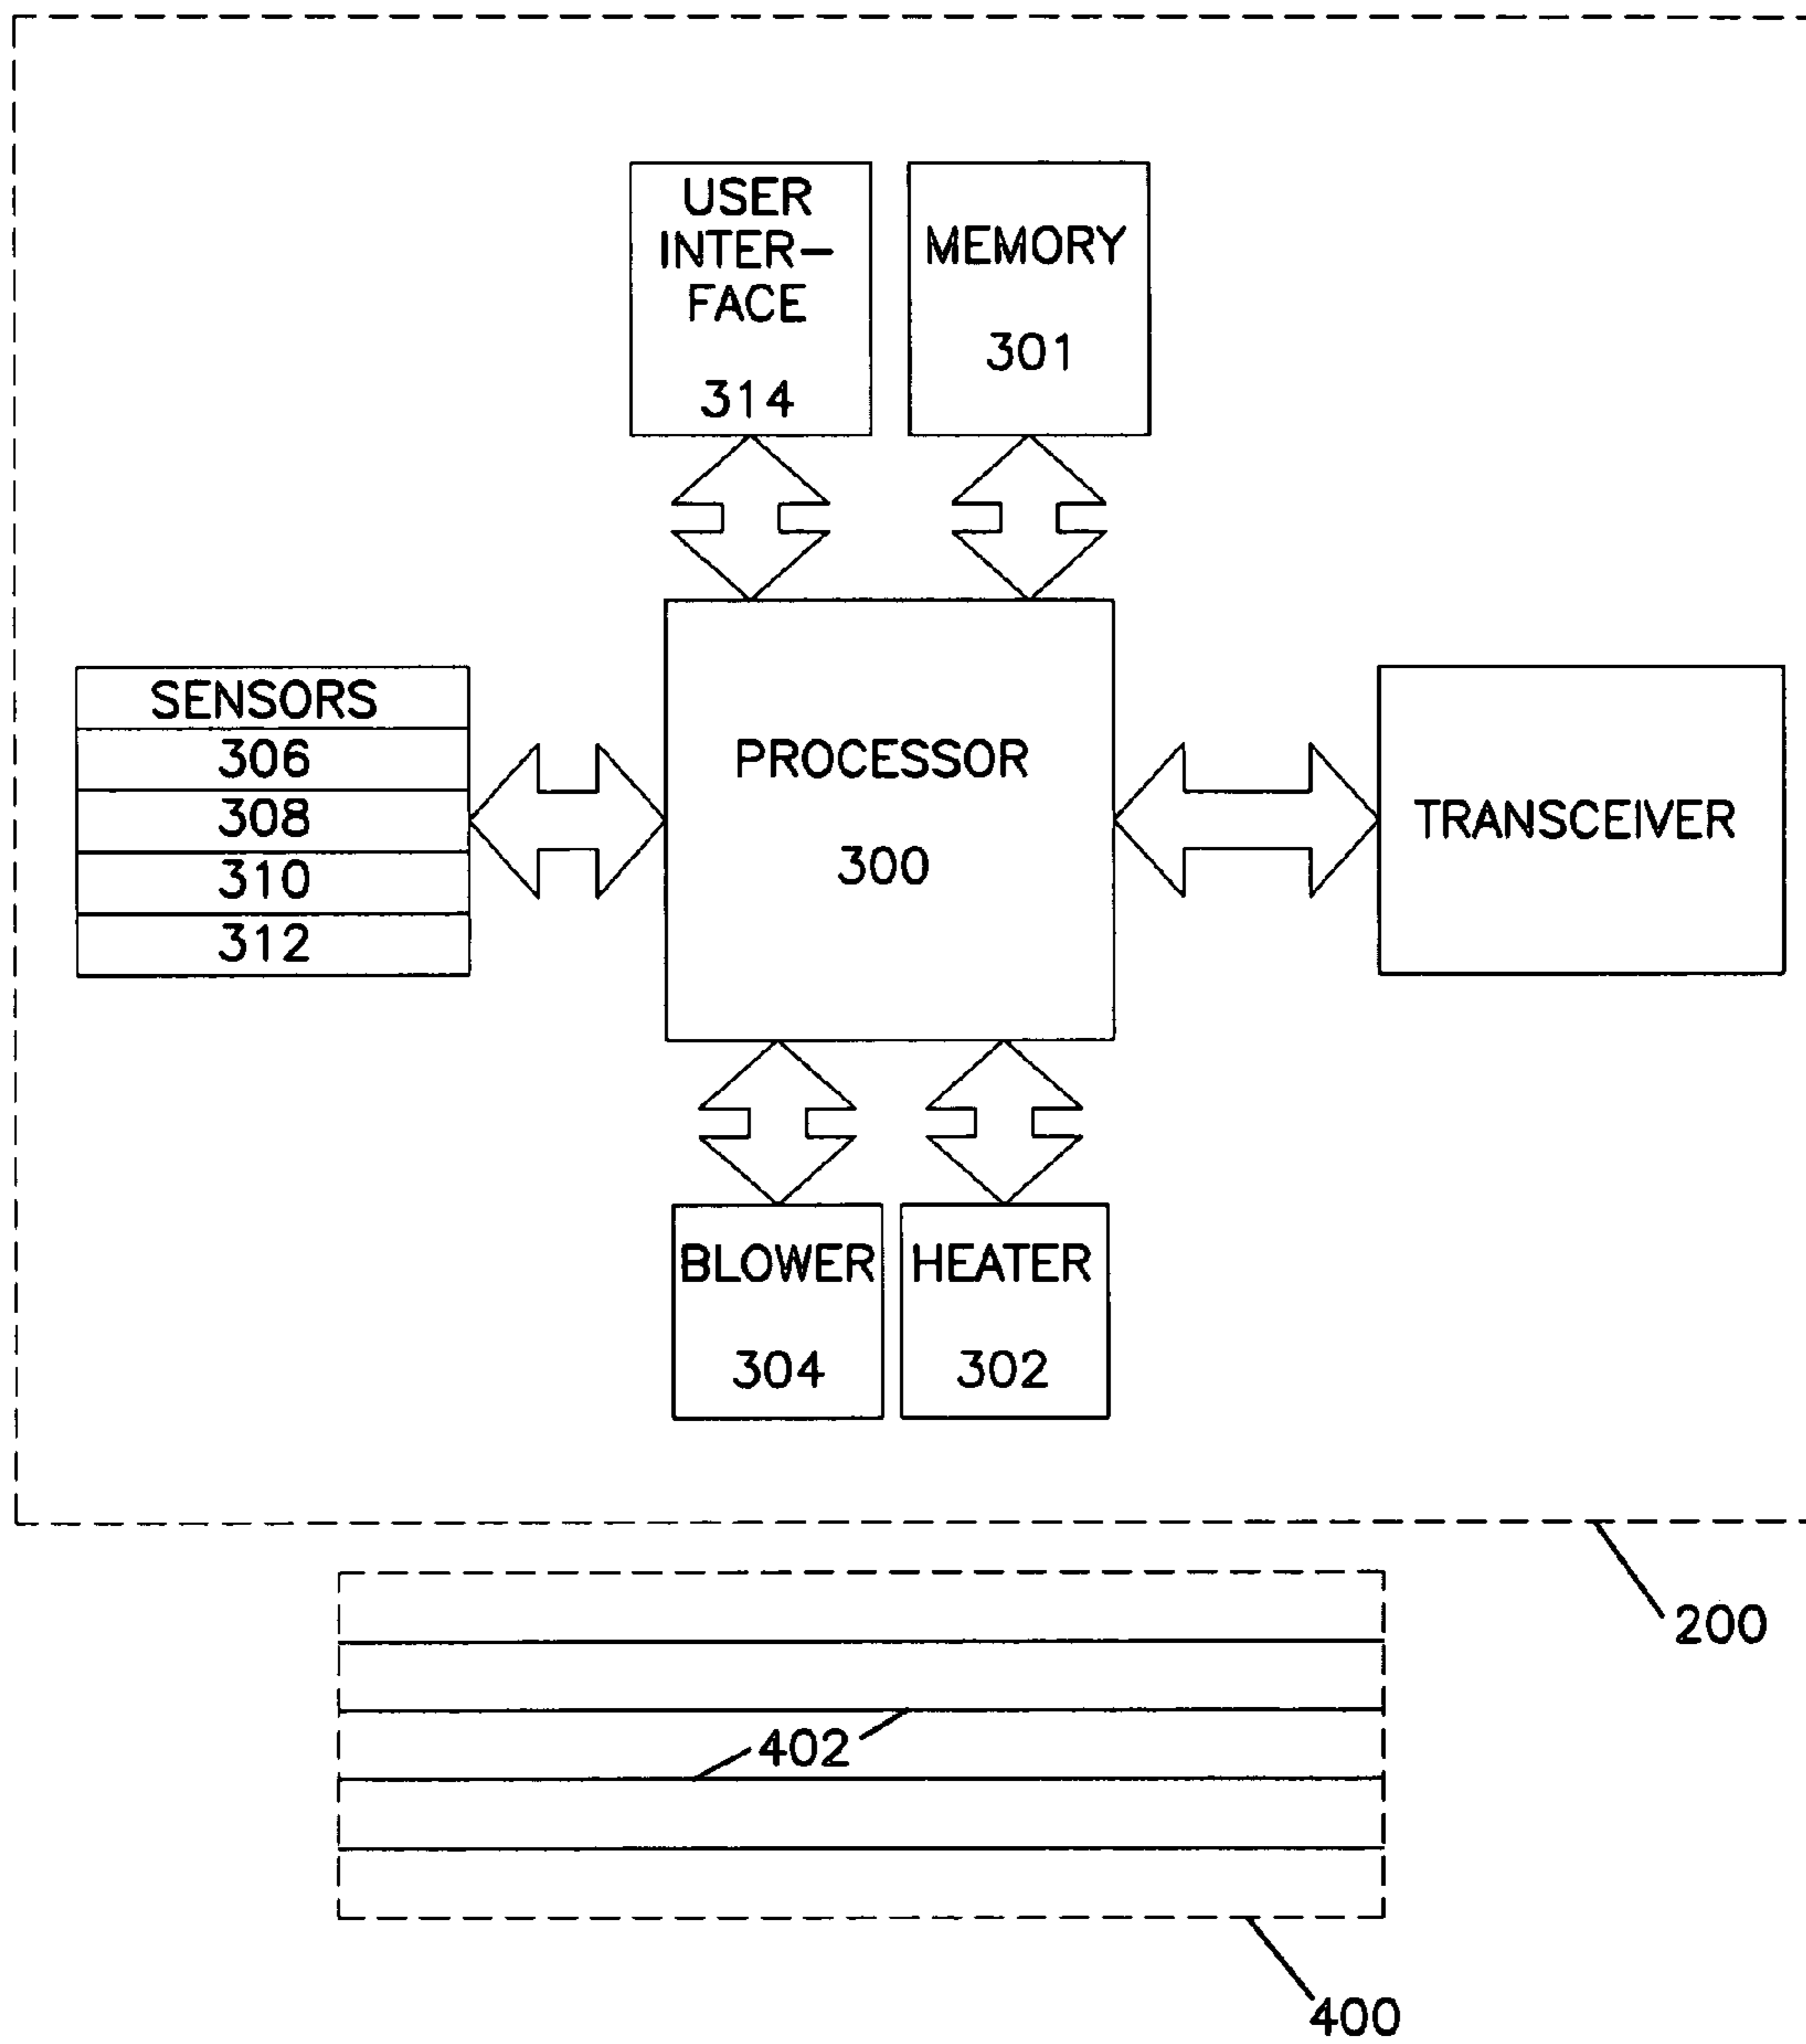 USER
INTER-
FACE
314
MEMORY
301
SENSORS
306
308
310
312
PROCESSOR
300
TRANSCEIVER
BLOWER
304
HEATER
302
200
402
400